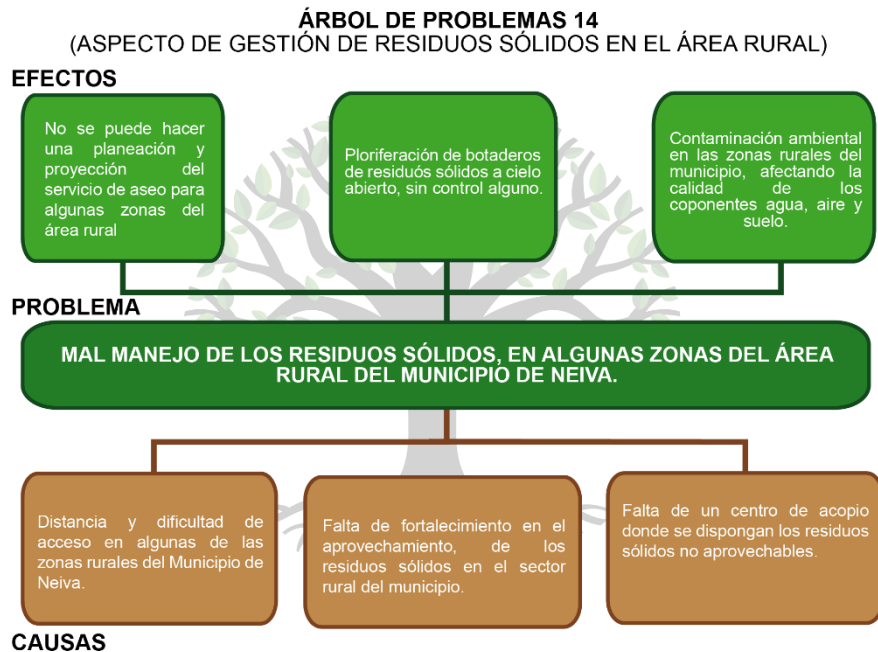 ÁRBOL DE PROBLEMAS 14
(ASPECTO DE GESTIÓN DE RESIDUOS SÓLIDOS EN EL ÁREA RURAL)
EFECTOS
No se puede hacer
una planeación y
proyección del
servicio de aseo para
algunas zonas del
área rural
Ploriferación de botaderos
de residuós sólidos a cielo
abierto, sin control alguno.
Contaminación ambiental
en las zonas rurales del
municipio, afectando la
calidad de los
coponentes agua, aire y
suelo.
PROBLEMA
MAL MANEJO DE LOS RESIDUOS SÓLIDOS, EN ALGUNAS ZONAS DEL ÁREA
RURAL DEL MUNICIPIO DE NEIVA.
Distancia y dificultad de
acceso en algunas de las
zonas rurales del Municipio de
Neiva.
Falta de fortalecimiento en el
aprovechamiento, de los
residuos sólidos en el sector
rural del municipio.
Falta de un centro de acopio
donde se dispongan los residuos
sólidos no aprovechables.
CAUSAS